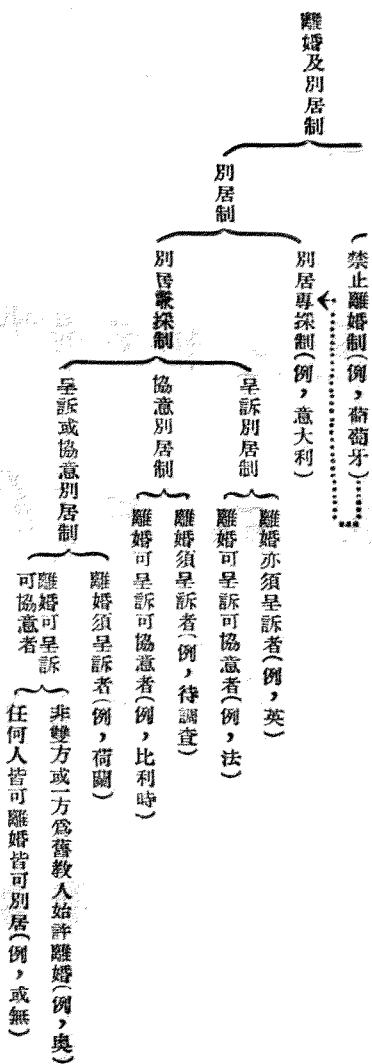 禁止離婚制(例,葡萄牙)
離婚及別居制
別居制
別居專採制(例,意大利)
別居兼採制
呈訴別居制
離婚亦須呈訴者(例,英)
離婚可呈訴可協意者(例,法)
協意別居制
離婚須呈訴者(例,待調查)
離婚可呈訴可協意者(例,比利時)
呈訴或協意別居制
離婚須呈訴者(例,荷蘭)
離婚可呈訴
可協意者
非雙方或一方爲舊教人始許離婚(例,奥)
任何人皆可離婚皆可別居(例,或無)